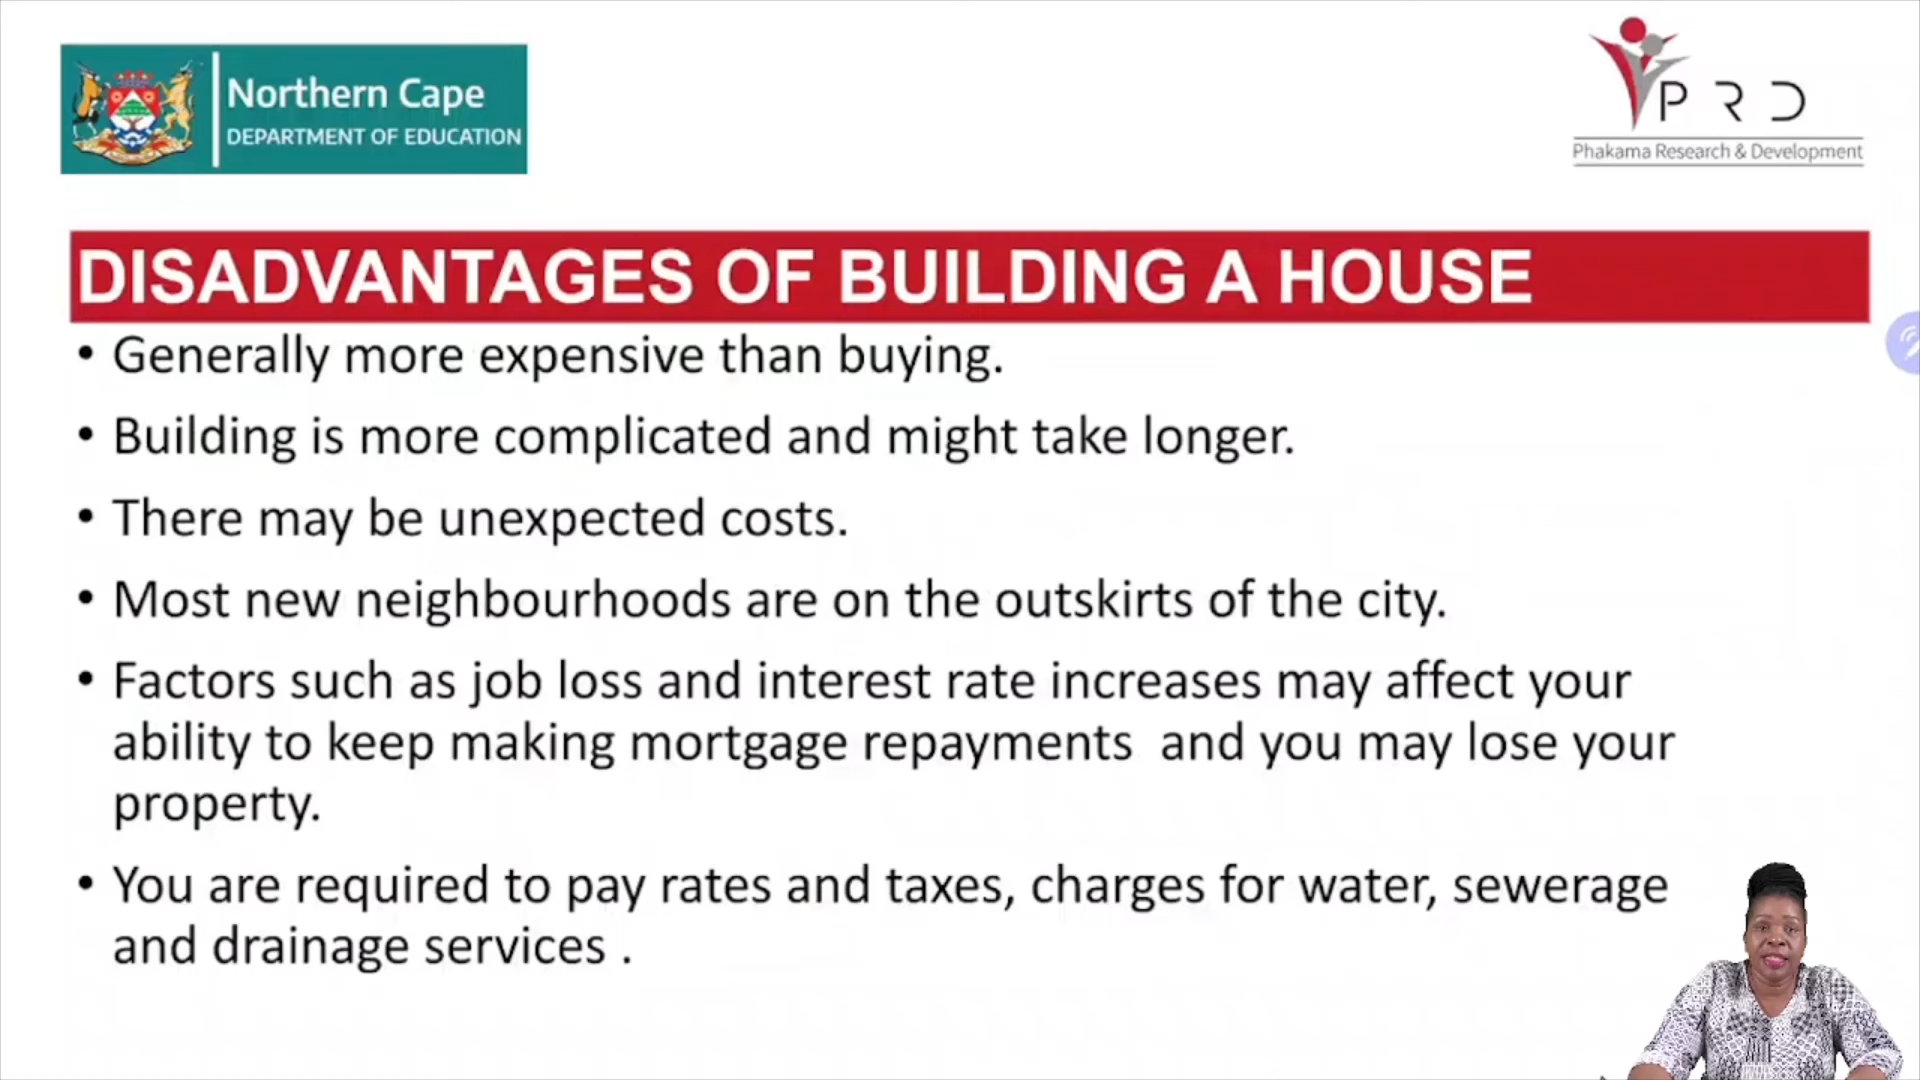 Northern Cape
DEPARTMENT OF EDUCATION
P R D
Phakama Research & Development
DISADVANTAGES OF BUILDING A HOUSE
• Generally more expensive than buying.
• Building is more complicated and might take longer.
• There may be unexpected costs.
• Most new neighbourhoods are on the outskirts of the city.
• Factors such as job loss and interest rate increases may affect your
ability to keep making mortgage repayments  and you may lose your
property.
• You are required to pay rates and taxes, charges for water, sewerage
and drainage services .